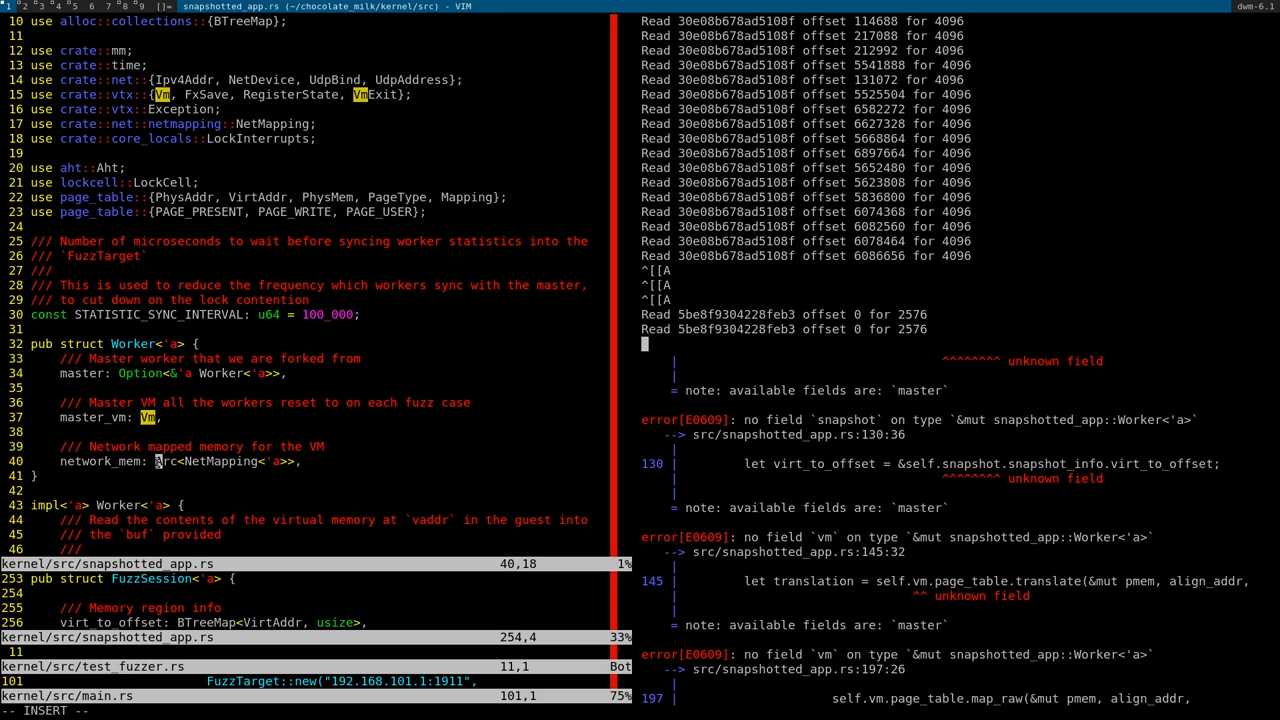 1 2 3 4 5 6 7 8 9 []= snapshotted_app.rs (~/chocolate_milk/kernel/src) - VIM dwm-6.1
10 use alloc::collections::{BTreeMap};
11
12 use crate::mm;
13 use crate::time;
14 use crate::net::{Ipv4Addr, NetDevice, UdpBind, UdpAddress};
15 use crate::vtx::{Vm, FxSave, RegisterState, VmExit};
16 use crate::vtx::Exception;
17 use crate::net::netmapping::NetMapping;
18 use crate::core_locals::LockInterrupts;
19
20 use aht::Aht;
21 use lockcell::LockCell;
22 use page_table::{PhysAddr, VirtAddr, PhysMem, PageType, Mapping};
23 use page_table::{PAGE_PRESENT, PAGE_WRITE, PAGE_USER};
24
25 /// Number of microseconds to wait before syncing worker statistics into the
26 /// `FuzzTarget`
27 ///
28 /// This is used to reduce the frequency which workers sync with the master,
29 /// to cut down on the lock contention
30 const STATISTIC_SYNC_INTERVAL: u64 = 100_000;
31
32 pub struct Worker<'a> {
33     /// Master worker that we are forked from
34     master: Option<&'a Worker<'a>>,
35
36     /// Master VM all the workers reset to on each fuzz case
37     master_vm: Vm,
38
39     /// Network mapped memory for the VM
40     network_mem: Arc<NetMapping<'a>>,
41 }
42
43 impl<'a> Worker<'a> {
44     /// Read the contents of the virtual memory at `vaddr` in the guest into
45     /// the `buf` provided
46     ///
kernel/src/snapshotted_app.rs 40,18 1%
253 pub struct FuzzSession<'a> {
254
255     /// Memory region info
256     virt_to_offset: BTreeMap<VirtAddr, usize>,
kernel/src/snapshotted_app.rs 254,4 33%
11
kernel/src/test_fuzzer.rs 11,1 Bot
101                         FuzzTarget::new("192.168.101.1:1911",
kernel/src/main.rs 101,1 75%
-- INSERT --
Read 30e08b678ad5108f offset 114688 for 4096
Read 30e08b678ad5108f offset 217088 for 4096
Read 30e08b678ad5108f offset 212992 for 4096
Read 30e08b678ad5108f offset 5541888 for 4096
Read 30e08b678ad5108f offset 131072 for 4096
Read 30e08b678ad5108f offset 5525504 for 4096
Read 30e08b678ad5108f offset 6582272 for 4096
Read 30e08b678ad5108f offset 6627328 for 4096
Read 30e08b678ad5108f offset 5668864 for 4096
Read 30e08b678ad5108f offset 6897664 for 4096
Read 30e08b678ad5108f offset 5652480 for 4096
Read 30e08b678ad5108f offset 5623808 for 4096
Read 30e08b678ad5108f offset 5836800 for 4096
Read 30e08b678ad5108f offset 6074368 for 4096
Read 30e08b678ad5108f offset 6082560 for 4096
Read 30e08b678ad5108f offset 6078464 for 4096
Read 30e08b678ad5108f offset 6086656 for 4096
^[[A
^[[A
^[[A
Read 5be8f9304228feb3 offset 0 for 2576
Read 5be8f9304228feb3 offset 0 for 2576
| ^^^^^^^^ unknown field
|
= note: available fields are: `master`
error[E0609]: no field `snapshot` on type `&mut snapshotted_app::Worker<'a>`
--> src/snapshotted_app.rs:130:36
|
130 |         let virt_to_offset = &self.snapshot.snapshot_info.virt_to_offset;
| ^^^^^^^^ unknown field
|
= note: available fields are: `master`
error[E0609]: no field `vm` on type `&mut snapshotted_app::Worker<'a>`
--> src/snapshotted_app.rs:145:32
|
145 |         let translation = self.vm.page_table.translate(&mut pmem, align_addr,
| ^^ unknown field
|
= note: available fields are: `master`
error[E0609]: no field `vm` on type `&mut snapshotted_app::Worker<'a>`
--> src/snapshotted_app.rs:197:26
|
197 |                     self.vm.page_table.map_raw(&mut pmem, align_addr,